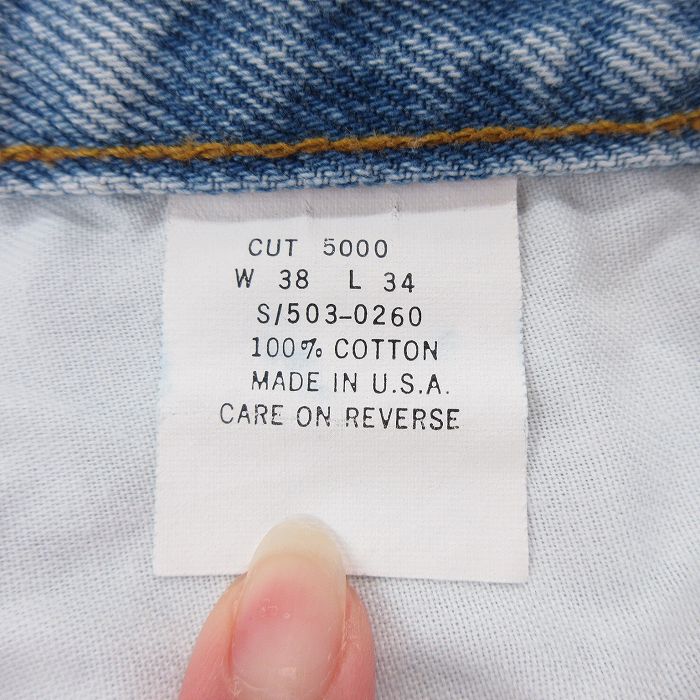 CUT 5000
W 38 L 34
S/503-0260
100% COTTON
MADE IN U.S.A.
CARE ON REVERSE